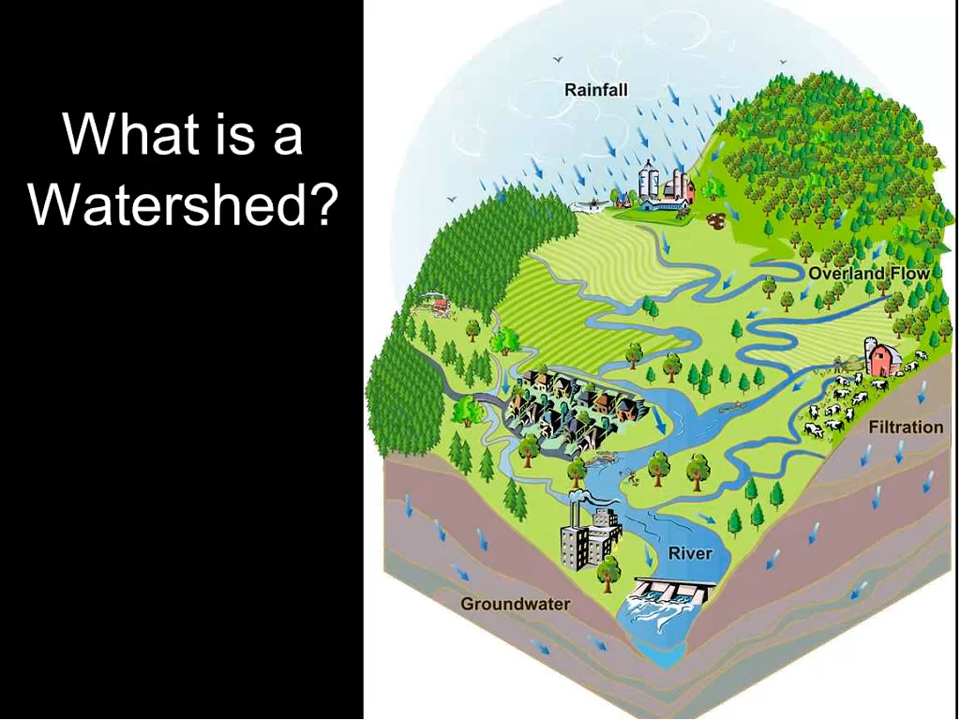 What is a
Watershed?
Rainfall
Overland Flow
Filtration
River
Groundwater